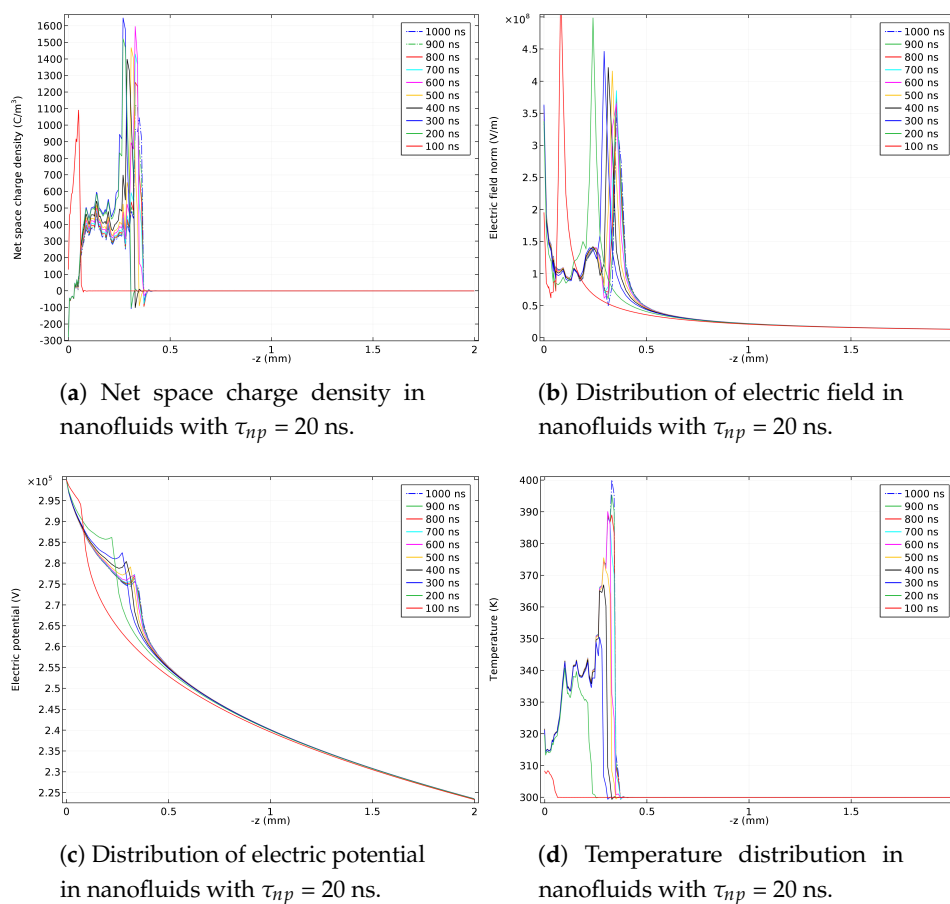 1600
1500
1400
1300
1200
1100
1000
900
800
700
600
500
400
300
200
100
0
-100
-200
-300
Net space charge density (C/m³)
0 0.5 1 1.5 2
-z (mm)
1000 ns
900 ns
800 ns
700 ns
600 ns
500 ns
400 ns
300 ns
200 ns
100 ns
(a) Net space charge density in
nanofluids with τnp = 20 ns.
×10⁸
5
4.5
4
3.5
3
2.5
2
1.5
1
0.5
0
Electric field norm (V/m)
0 0.5 1 1.5
-z (mm)
1000 ns
900 ns
800 ns
700 ns
600 ns
500 ns
400 ns
300 ns
200 ns
100 ns
(b) Distribution of electric field in
nanofluids with τnp = 20 ns.
×10⁵
2.95
2.9
2.85
2.8
2.75
2.7
2.65
2.6
2.55
2.5
2.45
2.4
2.35
2.3
2.25
Electric potential (V)
0 0.5 1 1.5 2
-z (mm)
1000 ns
900 ns
800 ns
700 ns
600 ns
500 ns
400 ns
300 ns
200 ns
100 ns
(c) Distribution of electric potential
in nanofluids with τnp = 20 ns.
400
390
380
370
360
350
340
330
320
310
300
Temperature (K)
0 0.5 1 1.5
-z (mm)
1000 ns
900 ns
800 ns
700 ns
600 ns
500 ns
400 ns
300 ns
200 ns
100 ns
(d) Temperature distribution in
nanofluids with τnp = 20 ns.